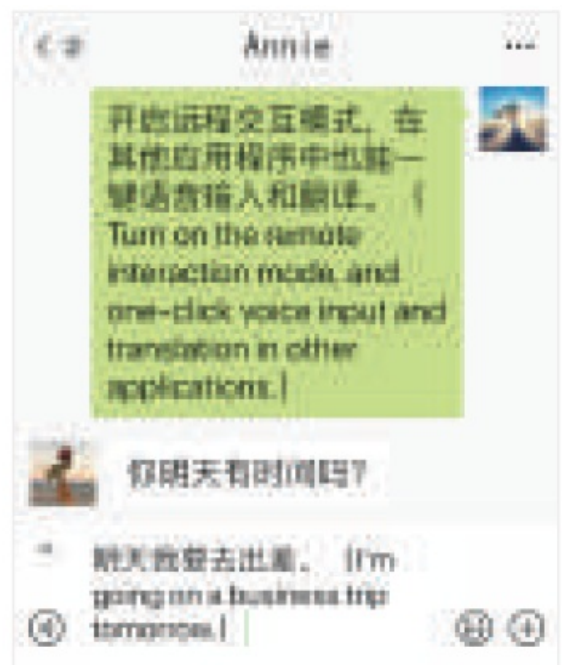 Annie
开启远程交互模式，在
其他应用程序中也能一
键语音输入和翻译。 (
Turn on the remote
interaction mode, and
one-click voice input and
translation in other
applications.)
你明天有时间吗?
明天我要去出差。 (I'm
going on a business trip
tomorrow.)